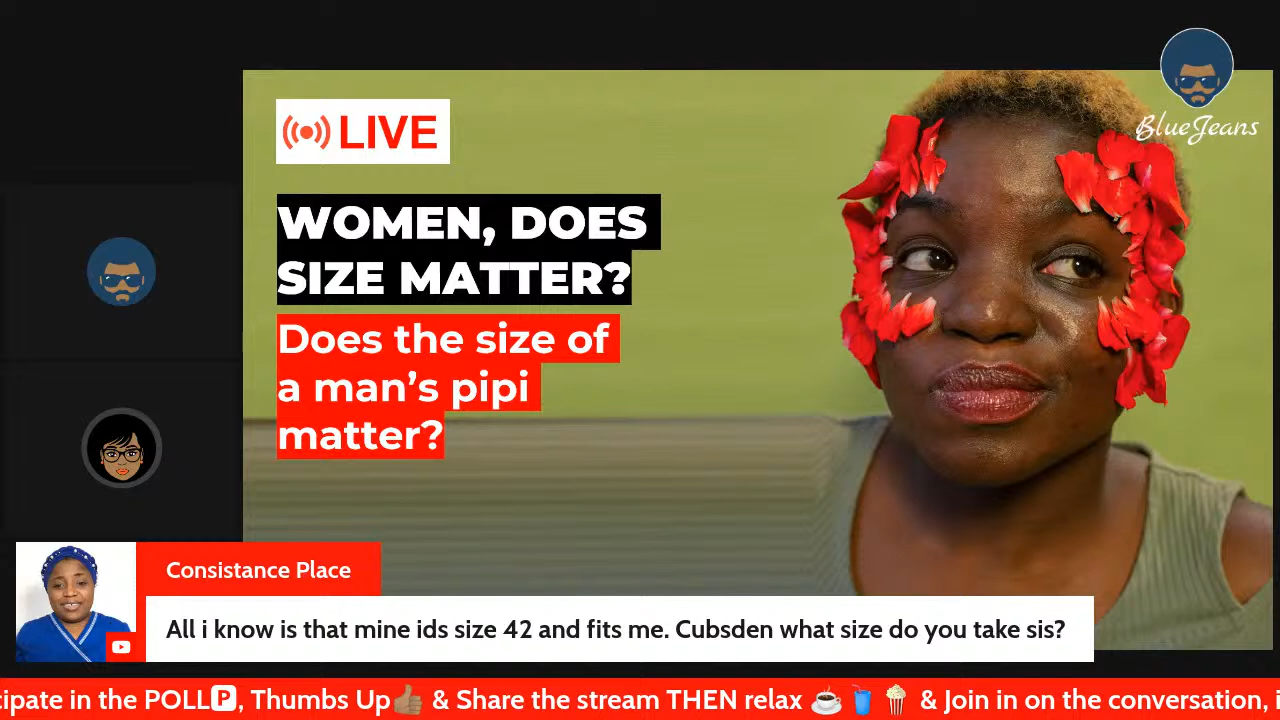 BlueJeans
LIVE
WOMEN, DOES
SIZE MATTER?
Does the size of
a man’s pipi
matter?
Consistance Place
All i know is that mine ids size 42 and fits me. Cubsden what size do you take sis?
cipate in the POLL🅿, Thumbs Up👍🏽 & Share the stream THEN relax ☕ 🥤 🍿 & Join in on the conversation, i